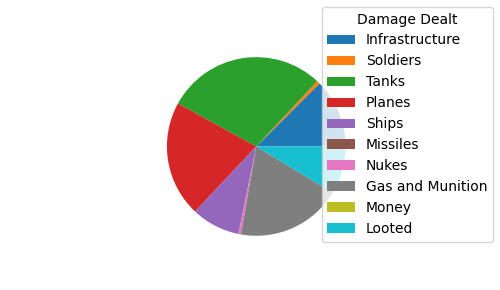 Damage Dealt
Infrastructure
Soldiers
Tanks
Planes
Ships
Missiles
Nukes
Gas and Munition
Money
Looted